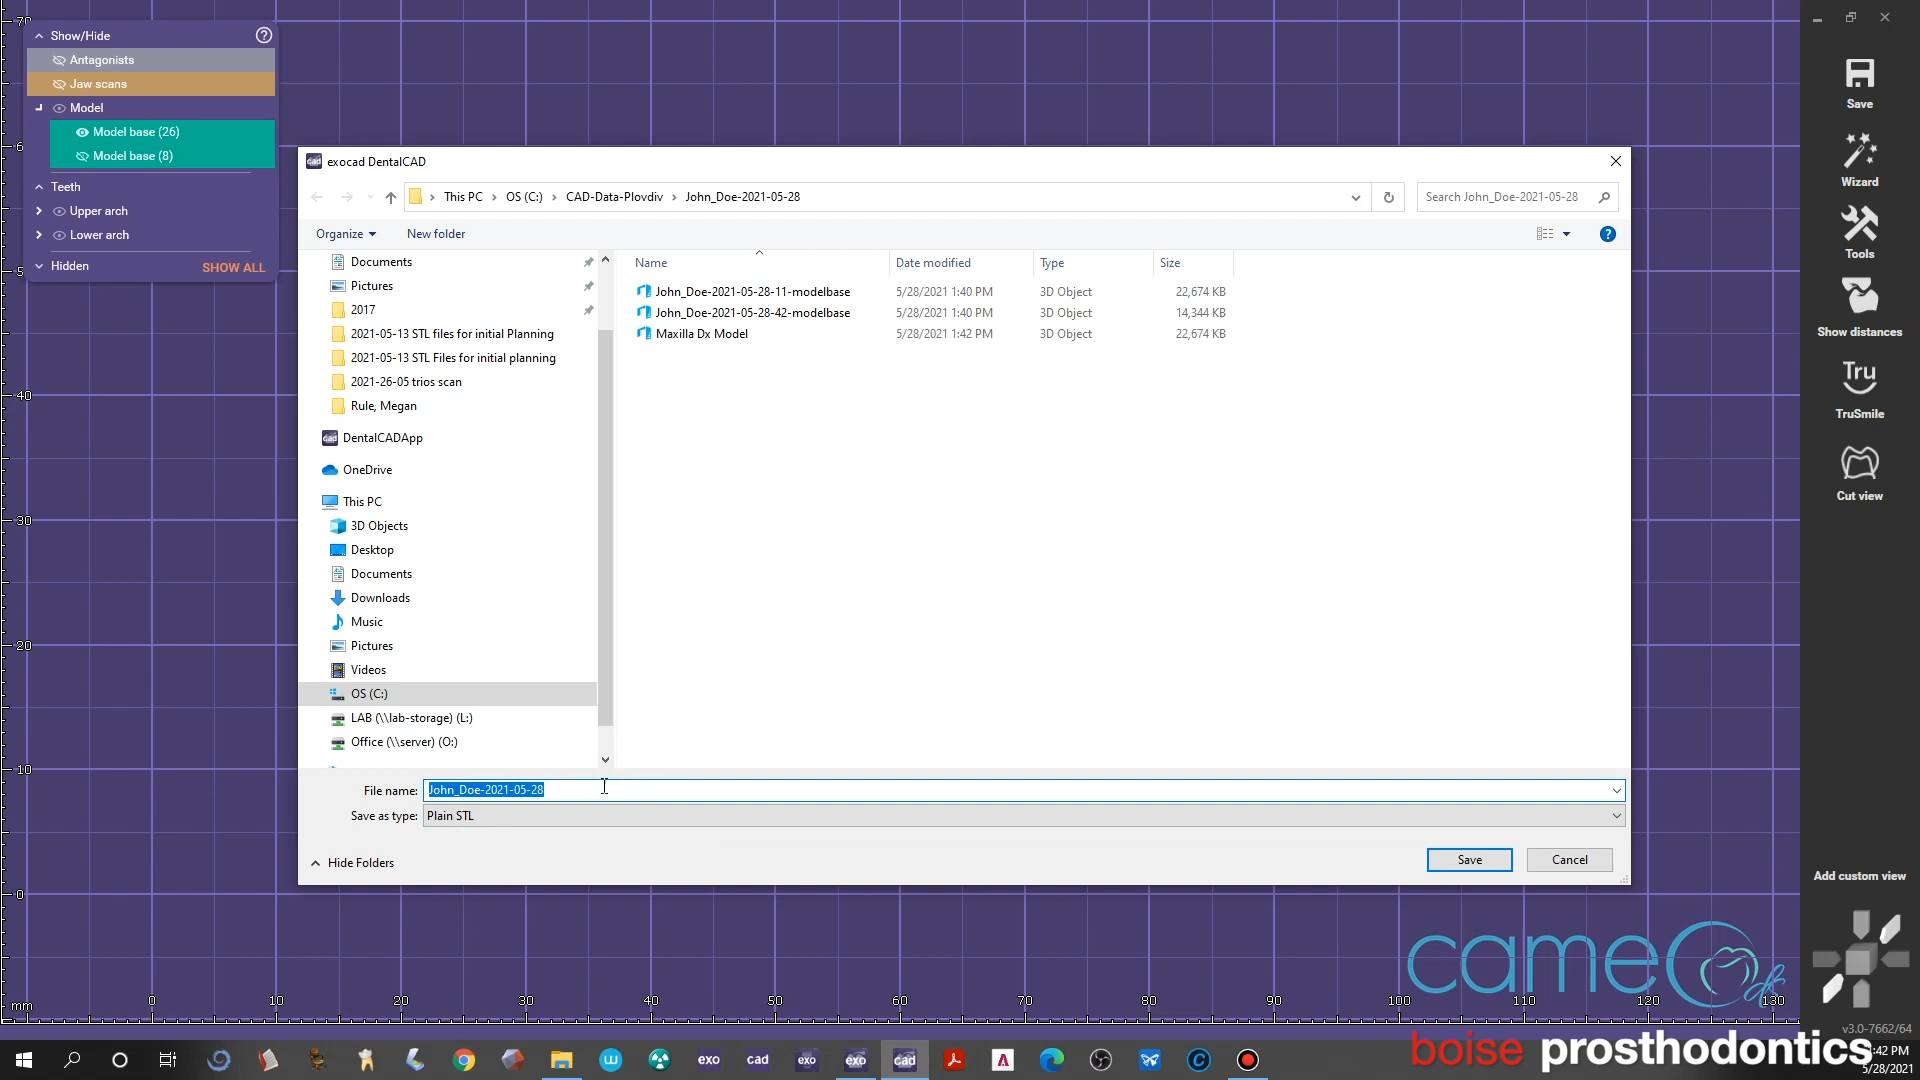 70
Show/Hide
Antagonists
Jaw scans
Model
Model base (26)
Model base (8)
Teeth
Upper arch
Lower arch
Hidden
SHOW ALL
6
5
40
30
20
10
0
mm
0 10 20 30 40 50 60 70 80 90 100 110 120 130
exocad DentalCAD
This PC > OS (C:) > CAD-Data-Plovdiv > John_Doe-2021-05-28
Search John_Doe-2021-05-28
Organize
New folder
Documents
Pictures
2017
2021-05-13 STL files for initial Planning
2021-05-13 STL Files for initial planning
2021-26-05 trios scan
Rule, Megan
DentalCADApp
OneDrive
This PC
3D Objects
Desktop
Documents
Downloads
Music
Pictures
Videos
OS (C:)
LAB (\\lab-storage) (L:)
Office (\\server) (O:)
Name Date modified Type Size
John_Doe-2021-05-28-11-modelbase 5/28/2021 1:40 PM 3D Object 22,674 KB
John_Doe-2021-05-28-42-modelbase 5/28/2021 1:40 PM 3D Object 14,344 KB
Maxilla Dx Model 5/28/2021 1:42 PM 3D Object 22,674 KB
File name: John_Doe-2021-05-28
Save as type: Plain STL
Hide Folders
Save
Cancel
Save
Wizard
Tools
Show distances
Tru
TruSmile
Cut view
Add custom view
v3.0-7662/64
boise prosthodontics
exo
cad
exo
exo
cad
:42 PM
5/28/2021